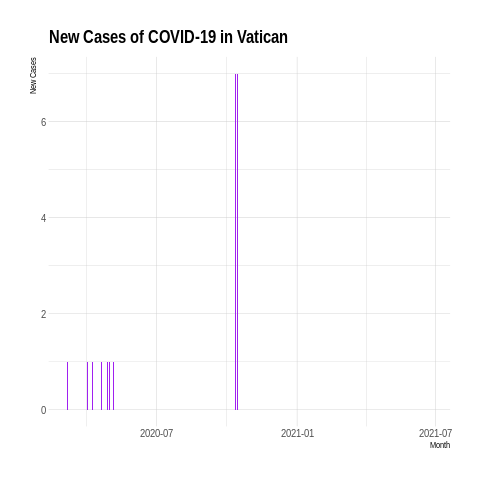 New Cases of COVID-19 in Vatican
New Cases
6
4
2
0
2020-07
2021-01
2021-07
Month